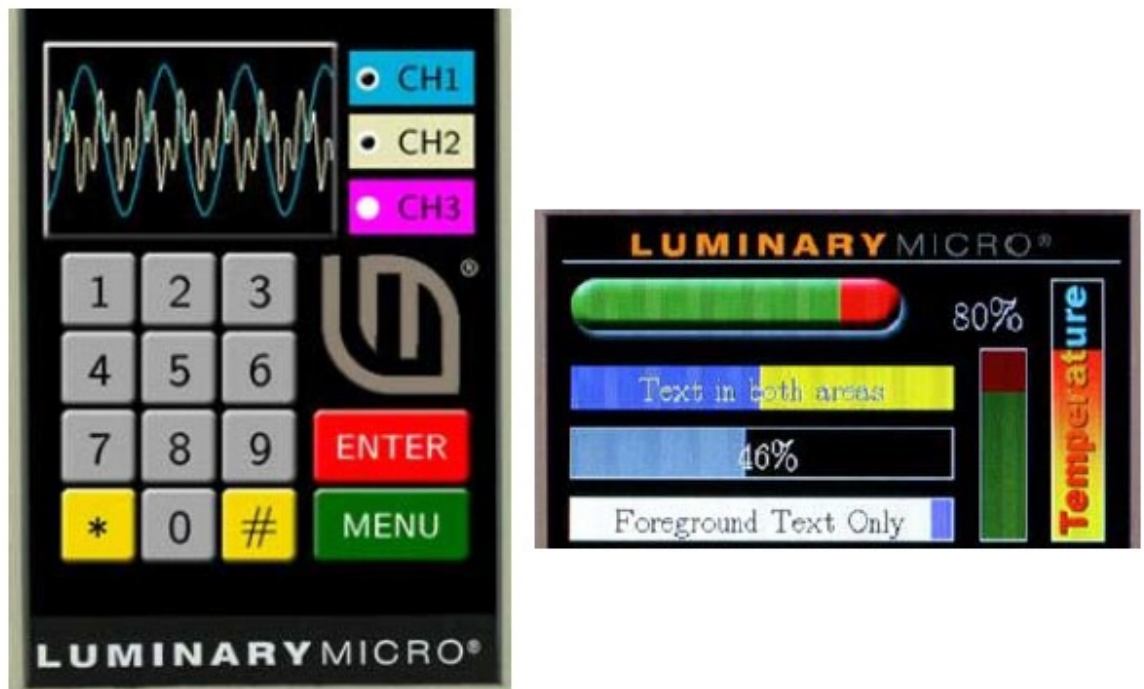 CH1
CH2
CH3
®
1 2 3
4 5 6
7 8 9 ENTER
* 0 # MENU
LUMINARYMICRO®
LUMINARYMICRO®
80%
Text in both areas
46%
Foreground Text Only
Temperature